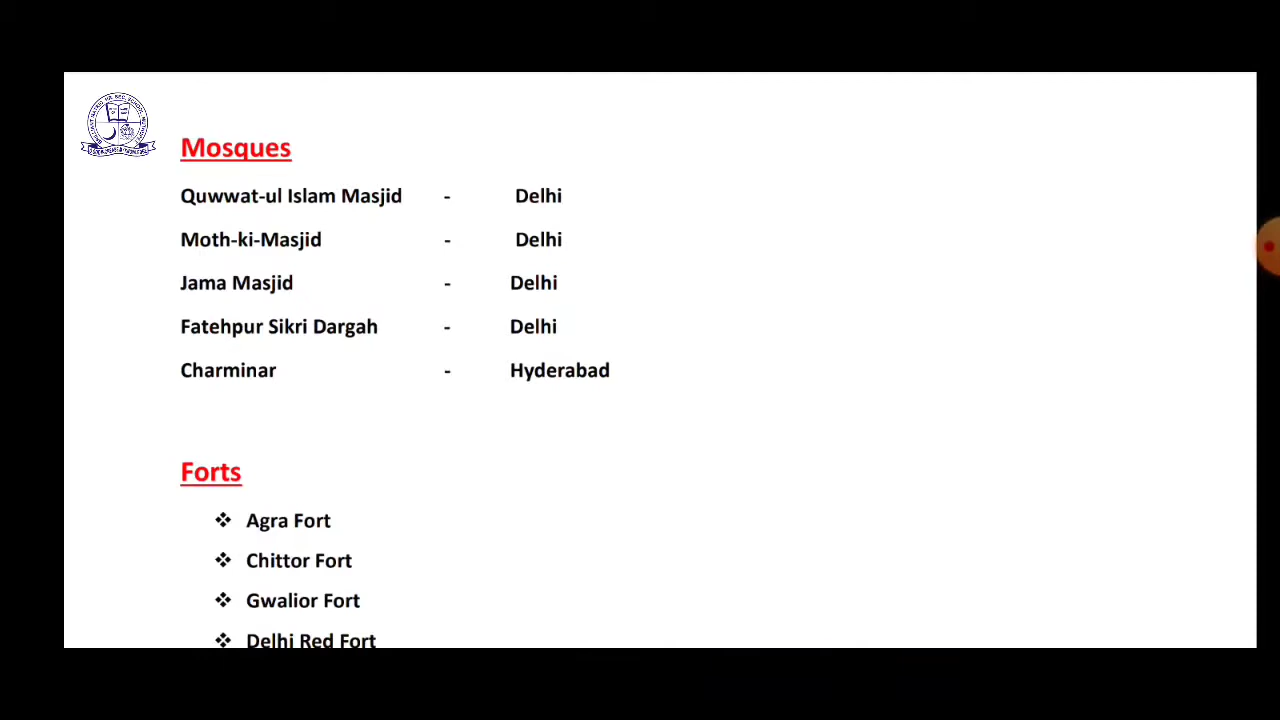 Mosques
Quwwat-ul Islam Masjid - Delhi
Moth-ki-Masjid - Delhi
Jama Masjid - Delhi
Fatehpur Sikri Dargah - Delhi
Charminar - Hyderabad
Forts
❖ Agra Fort
❖ Chittor Fort
❖ Gwalior Fort
❖ Delhi Red Fort